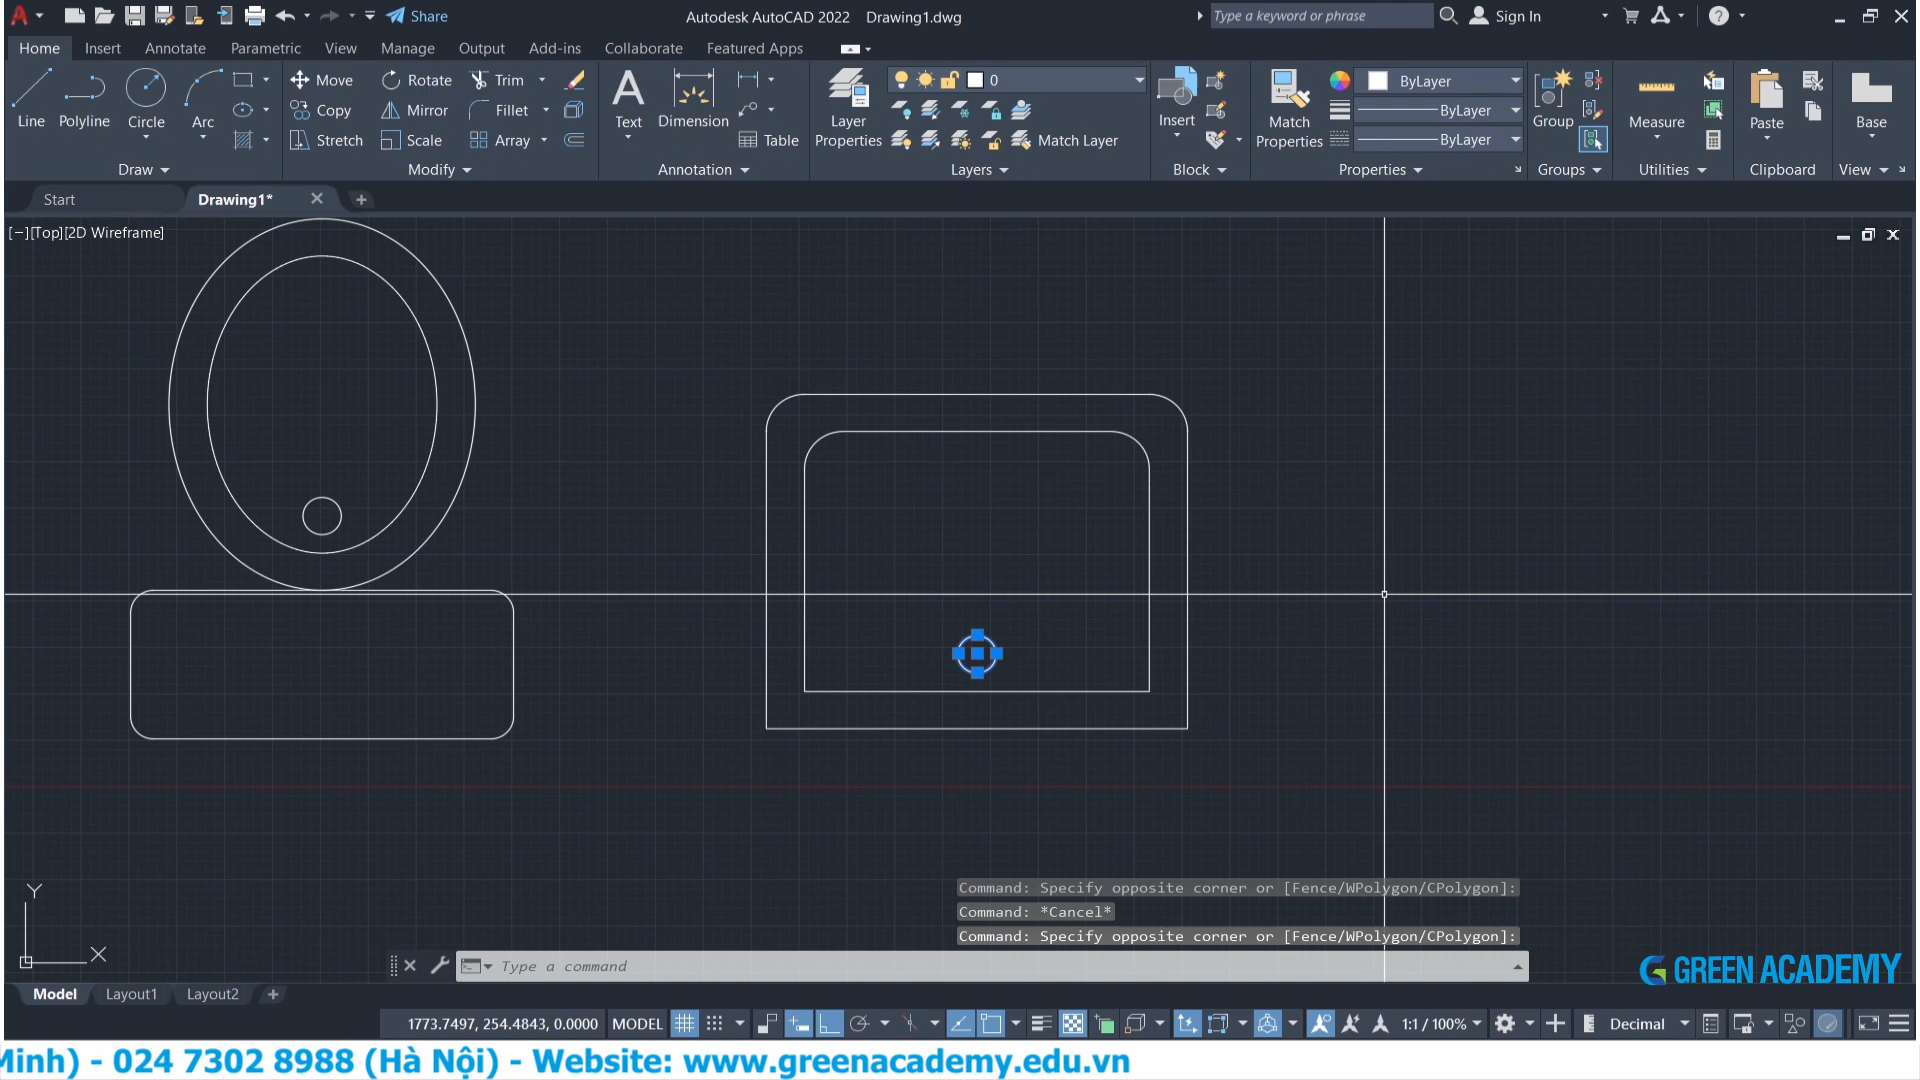 Share
Autodesk AutoCAD 2022 Drawing1.dwg
Type a keyword or phrase
Sign In
Home Insert Annotate Parametric View Manage Output Add-ins Collaborate Featured Apps
Line Polyline Circle Arc
Move Rotate Trim
Copy Mirror Fillet
Stretch Scale Array
Text Dimension Table
Layer Properties
0
Match Layer
Insert
Match Properties
ByLayer
ByLayer
ByLayer
Group
Measure
Paste
Base
Draw Modify Annotation Layers Block Properties Groups Utilities Clipboard View
Start Drawing1*
[−][Top][2D Wireframe]
Y
X
Command: Specify opposite corner or [Fence/WPolygon/CPolygon]:
Command: *Cancel*
Command: Specify opposite corner or [Fence/WPolygon/CPolygon]:
Type a command
GREEN ACADEMY
Model Layout1 Layout2
1773.7497, 254.4843, 0.0000 MODEL
1:1 / 100%
Decimal
Minh) - 024 7302 8988 (Hà Nội) - Website: www.greenacademy.edu.vn